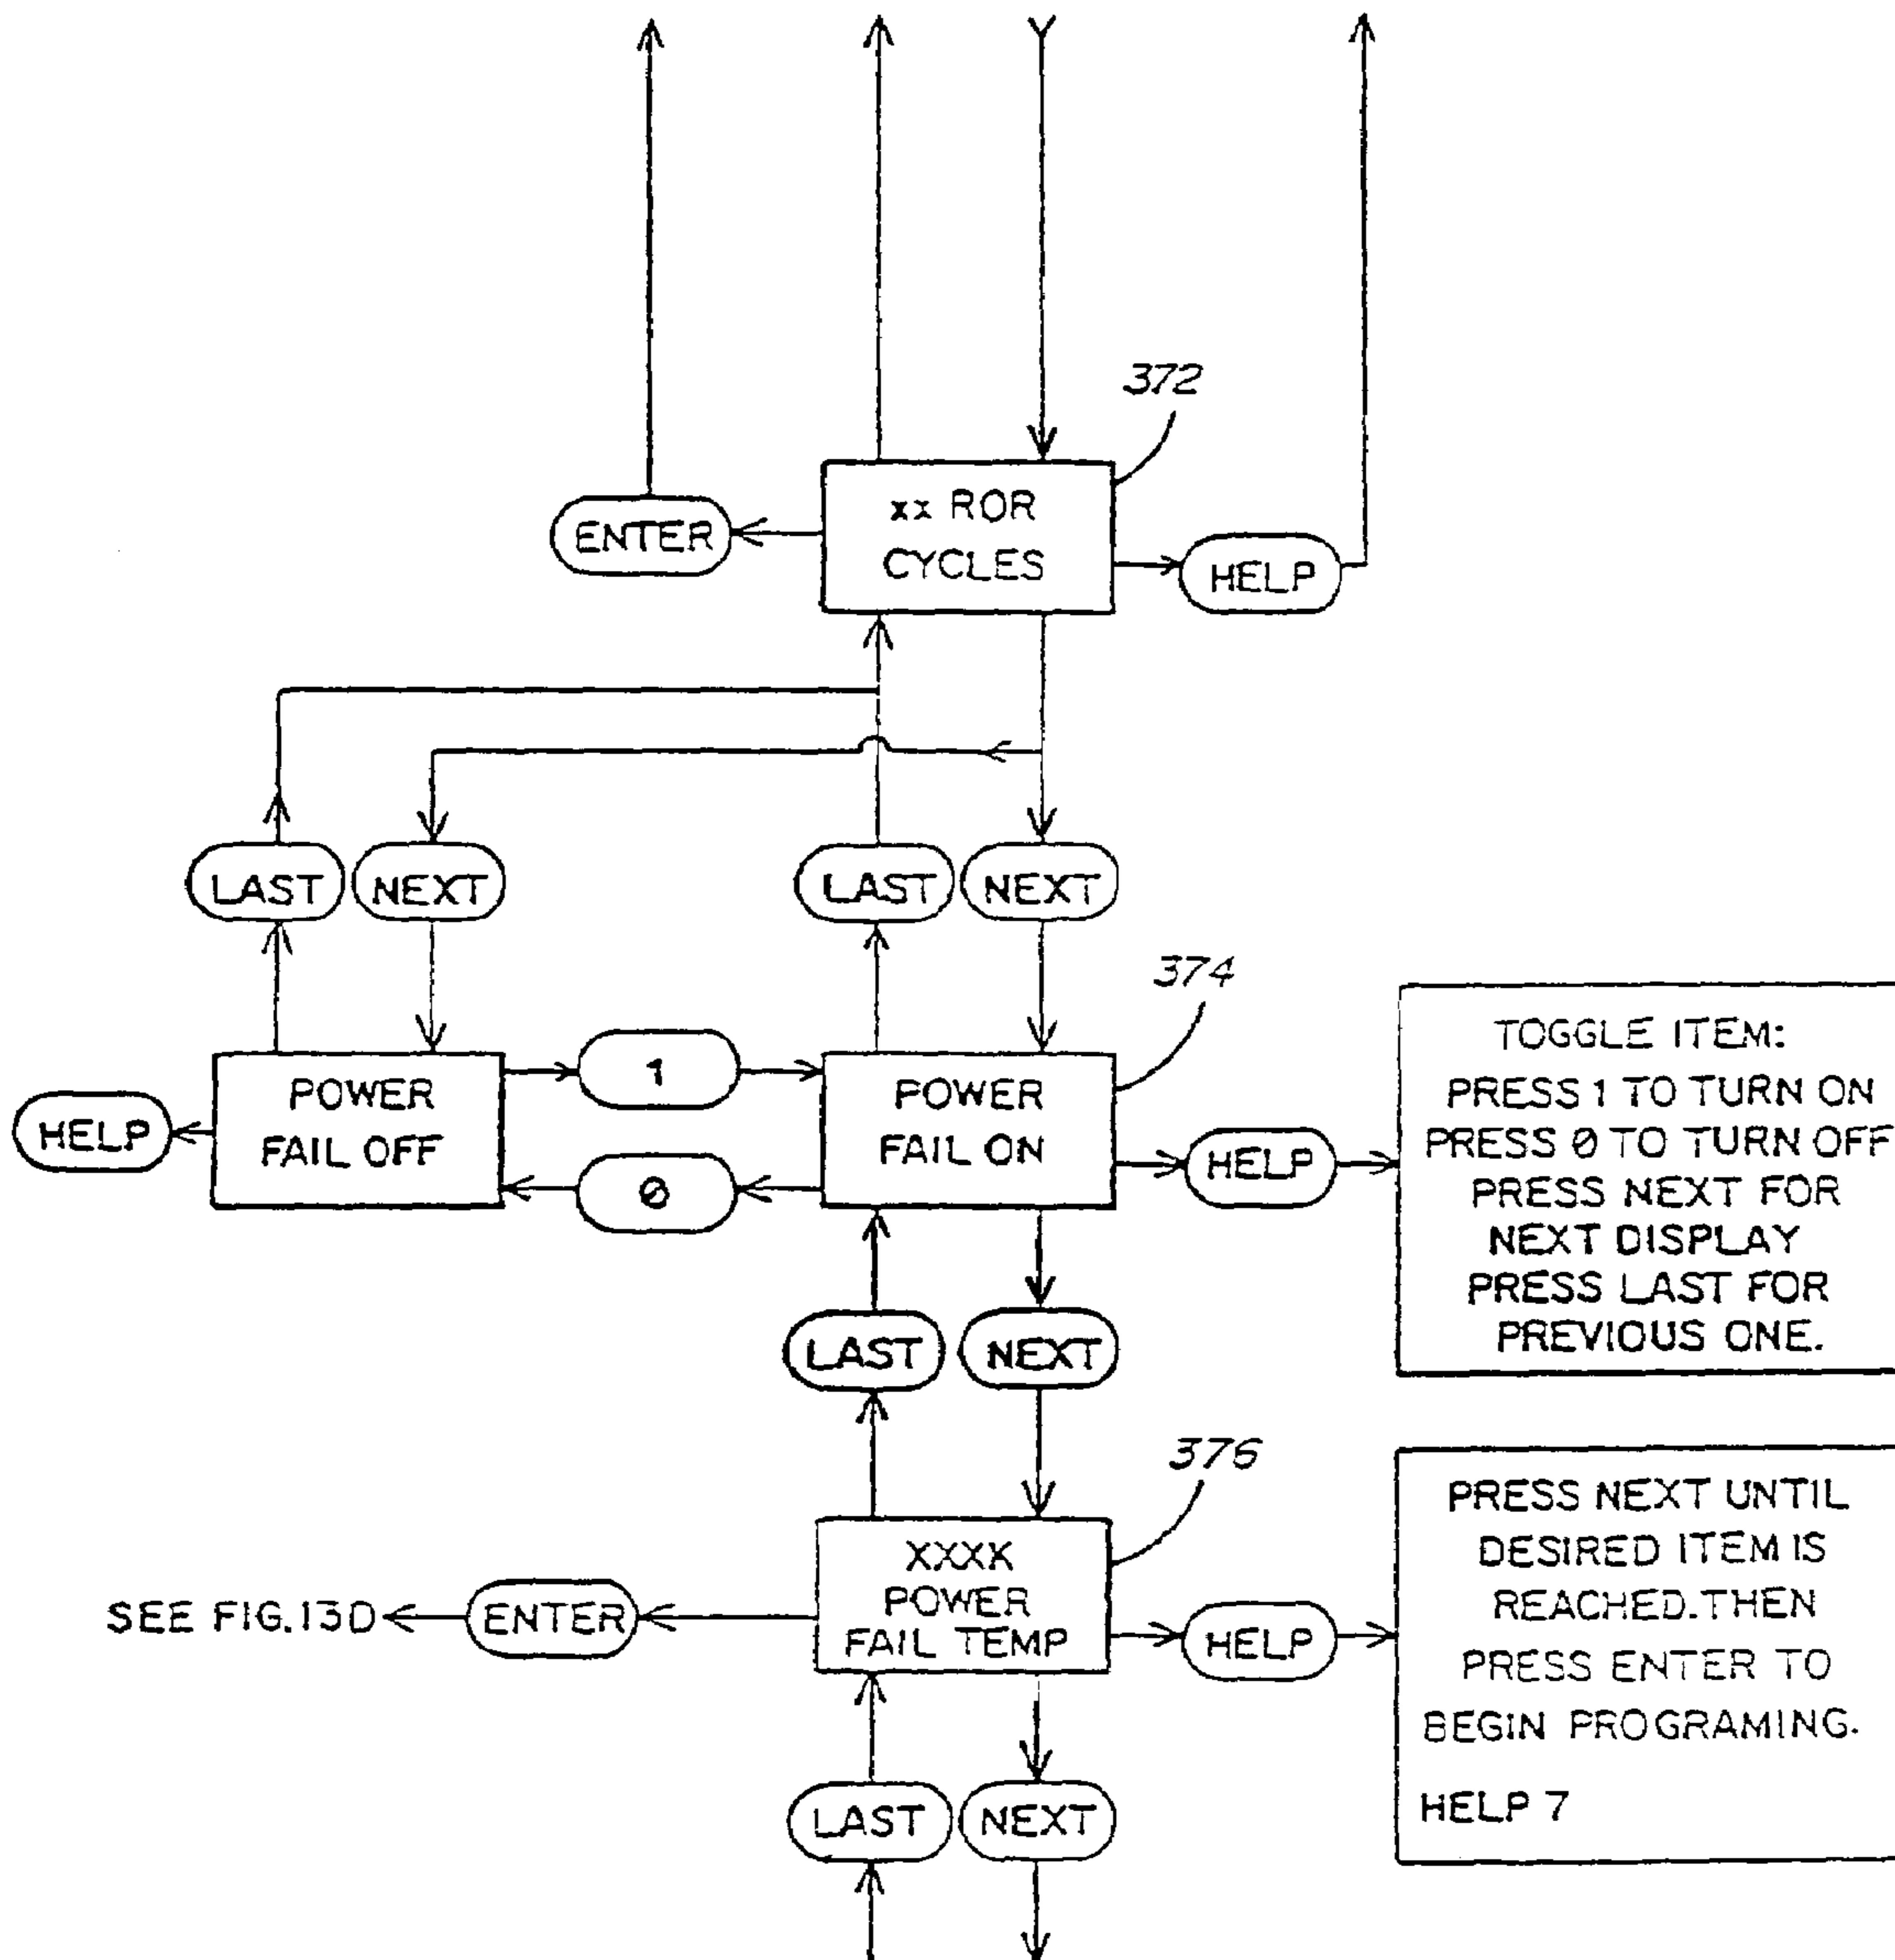 372
xx ROR
CYCLES
ENTER
HELP
LAST
NEXT
LAST
NEXT
374
POWER
FAIL OFF
1
0
POWER
FAIL ON
HELP
HELP
TOGGLE ITEM:
PRESS 1 TO TURN ON
PRESS 0 TO TURN OFF
PRESS NEXT FOR
NEXT DISPLAY
PRESS LAST FOR
PREVIOUS ONE.
LAST
NEXT
376
XXXK
POWER
FAIL TEMP
SEE FIG.13D
ENTER
HELP
PRESS NEXT UNTIL
DESIRED ITEM IS
REACHED.THEN
PRESS ENTER TO
BEGIN PROGRAMING.
HELP 7
LAST
NEXT